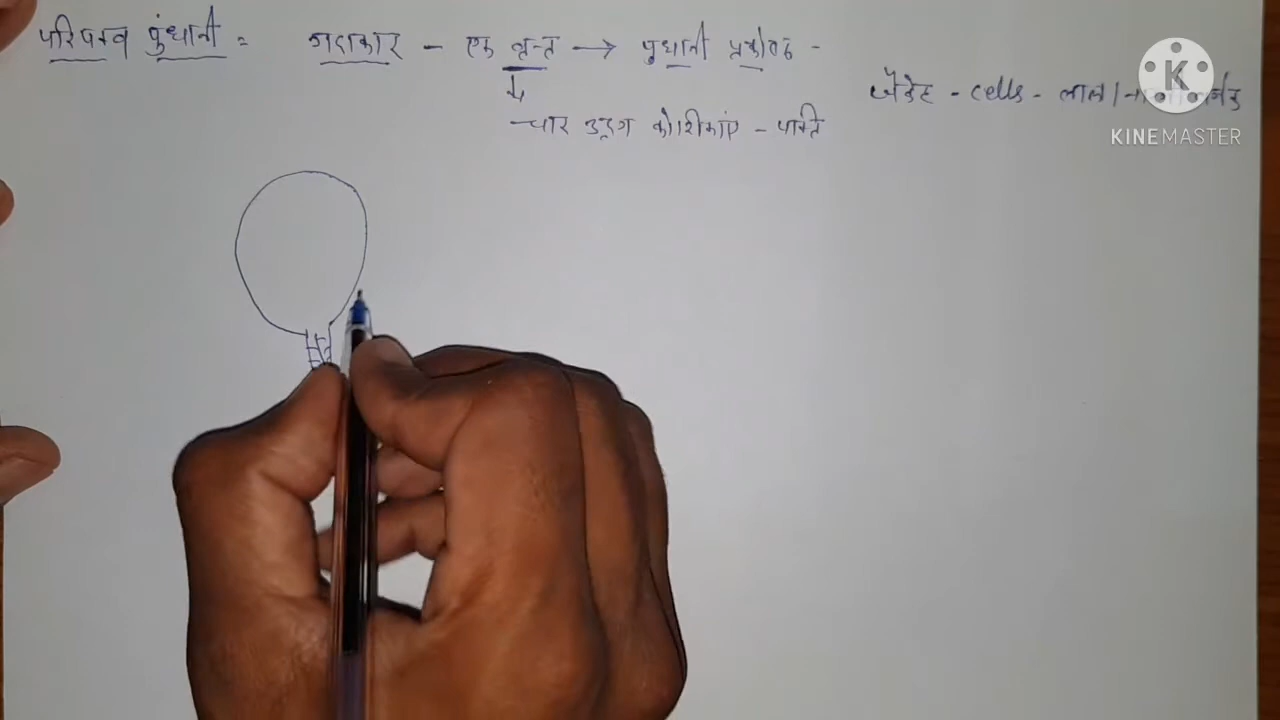 परिपक्व पुंधानी = गदाकार - एक वृन्त → पुंधानी प्रकोष्ठ -
जैकेट - cells - लाल /
↓
चार उद्ग्र कोशिकाएं - पंक्ति
K
KINEMASTER